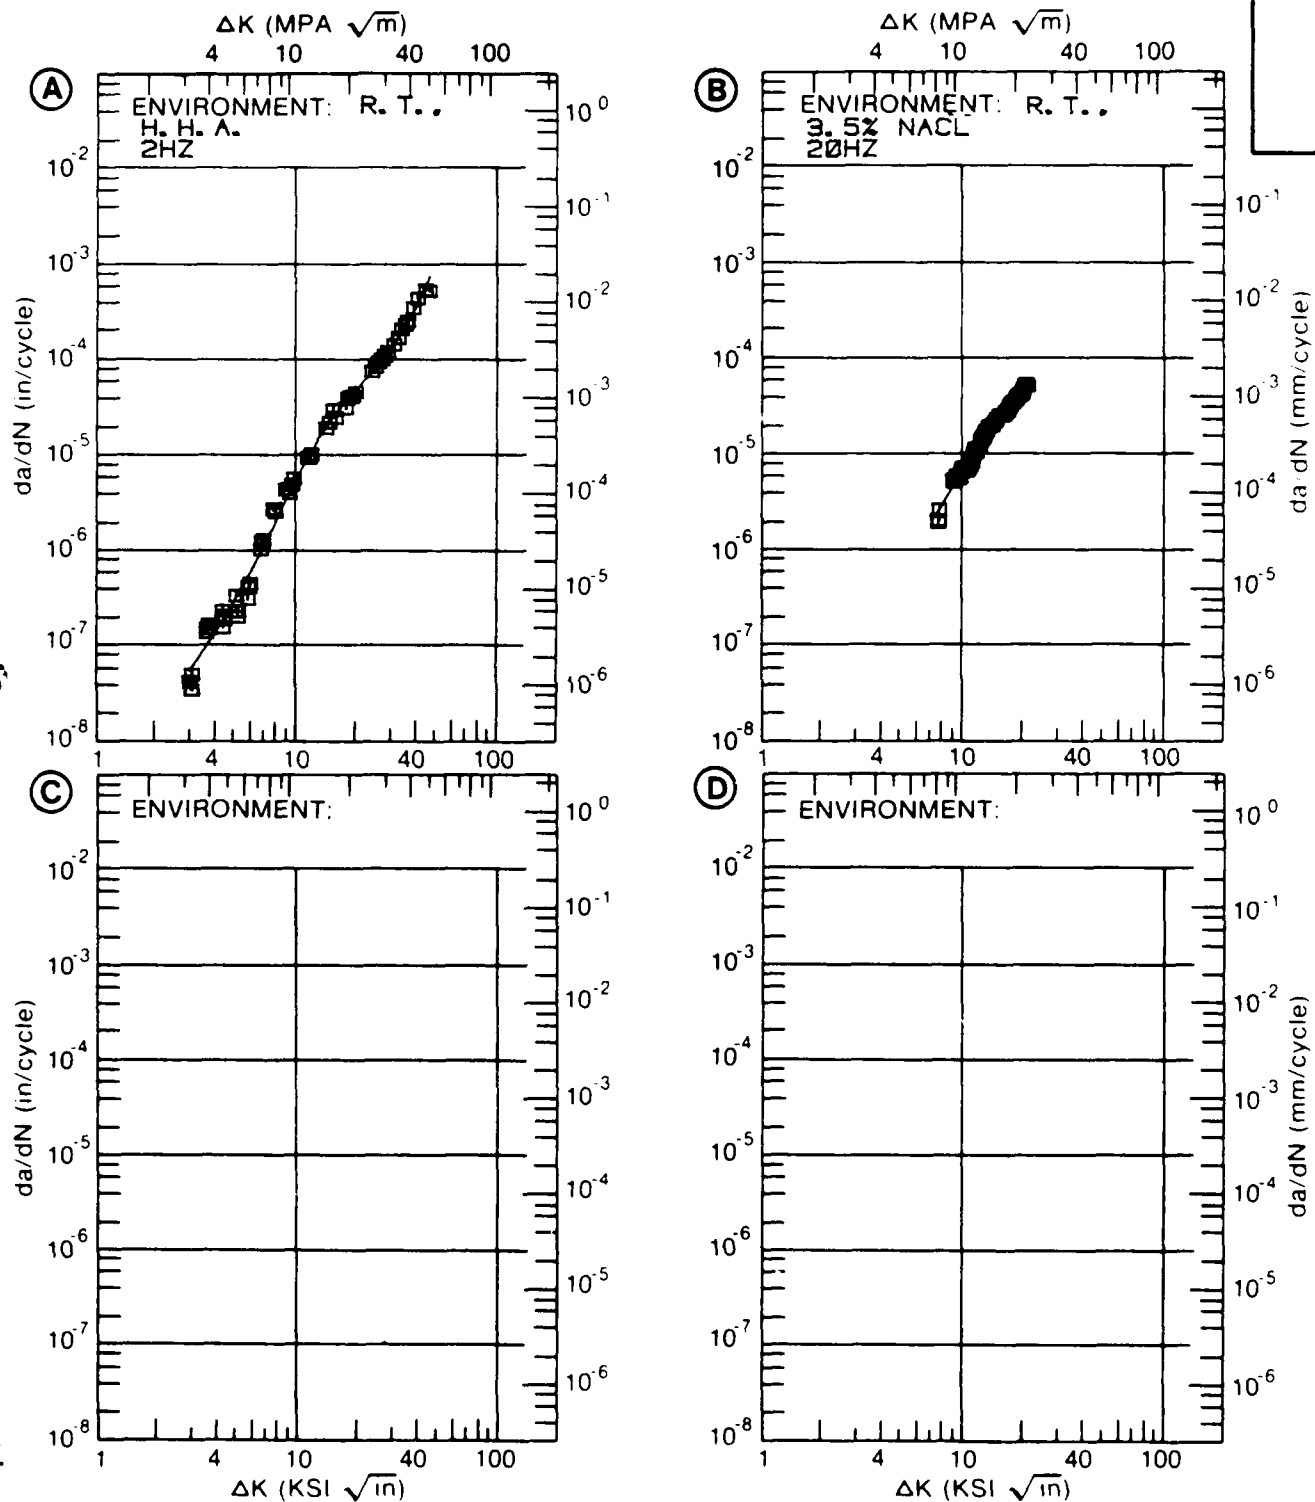 ΔK (MPA √m)
4 10 40 100
A
ENVIRONMENT: R. T..
H. H. A.
2HZ
10⁻²
10⁻³
10⁻⁴
10⁻⁵
10⁻⁶
10⁻⁷
10⁻⁸
da/dN (in/cycle)
10⁰
10⁻¹
10⁻²
10⁻³
10⁻⁴
10⁻⁵
10⁻⁶
1 4 10 40 100
ΔK (MPA √m)
4 10 40 100
B
ENVIRONMENT: R. T..
3. 5% NACL
20HZ
10⁻²
10⁻³
10⁻⁴
10⁻⁵
10⁻⁶
10⁻⁷
10⁻⁸
10⁻¹
10⁻²
10⁻³
10⁻⁴
10⁻⁵
10⁻⁶
da/dN (mm/cycle)
1 4 10 40 100
C
ENVIRONMENT:
10⁻²
10⁻³
10⁻⁴
10⁻⁵
10⁻⁶
10⁻⁷
10⁻⁸
da/dN (in/cycle)
10⁰
10⁻¹
10⁻²
10⁻³
10⁻⁴
10⁻⁵
10⁻⁶
1 4 10 40 100
ΔK (KSI √in)
D
ENVIRONMENT:
10⁻²
10⁻³
10⁻⁴
10⁻⁵
10⁻⁶
10⁻⁷
10⁻⁸
10⁰
10⁻¹
10⁻²
10⁻³
10⁻⁴
10⁻⁵
10⁻⁶
da/dN (mm/cycle)
1 4 10 40 100
ΔK (KSI √in)